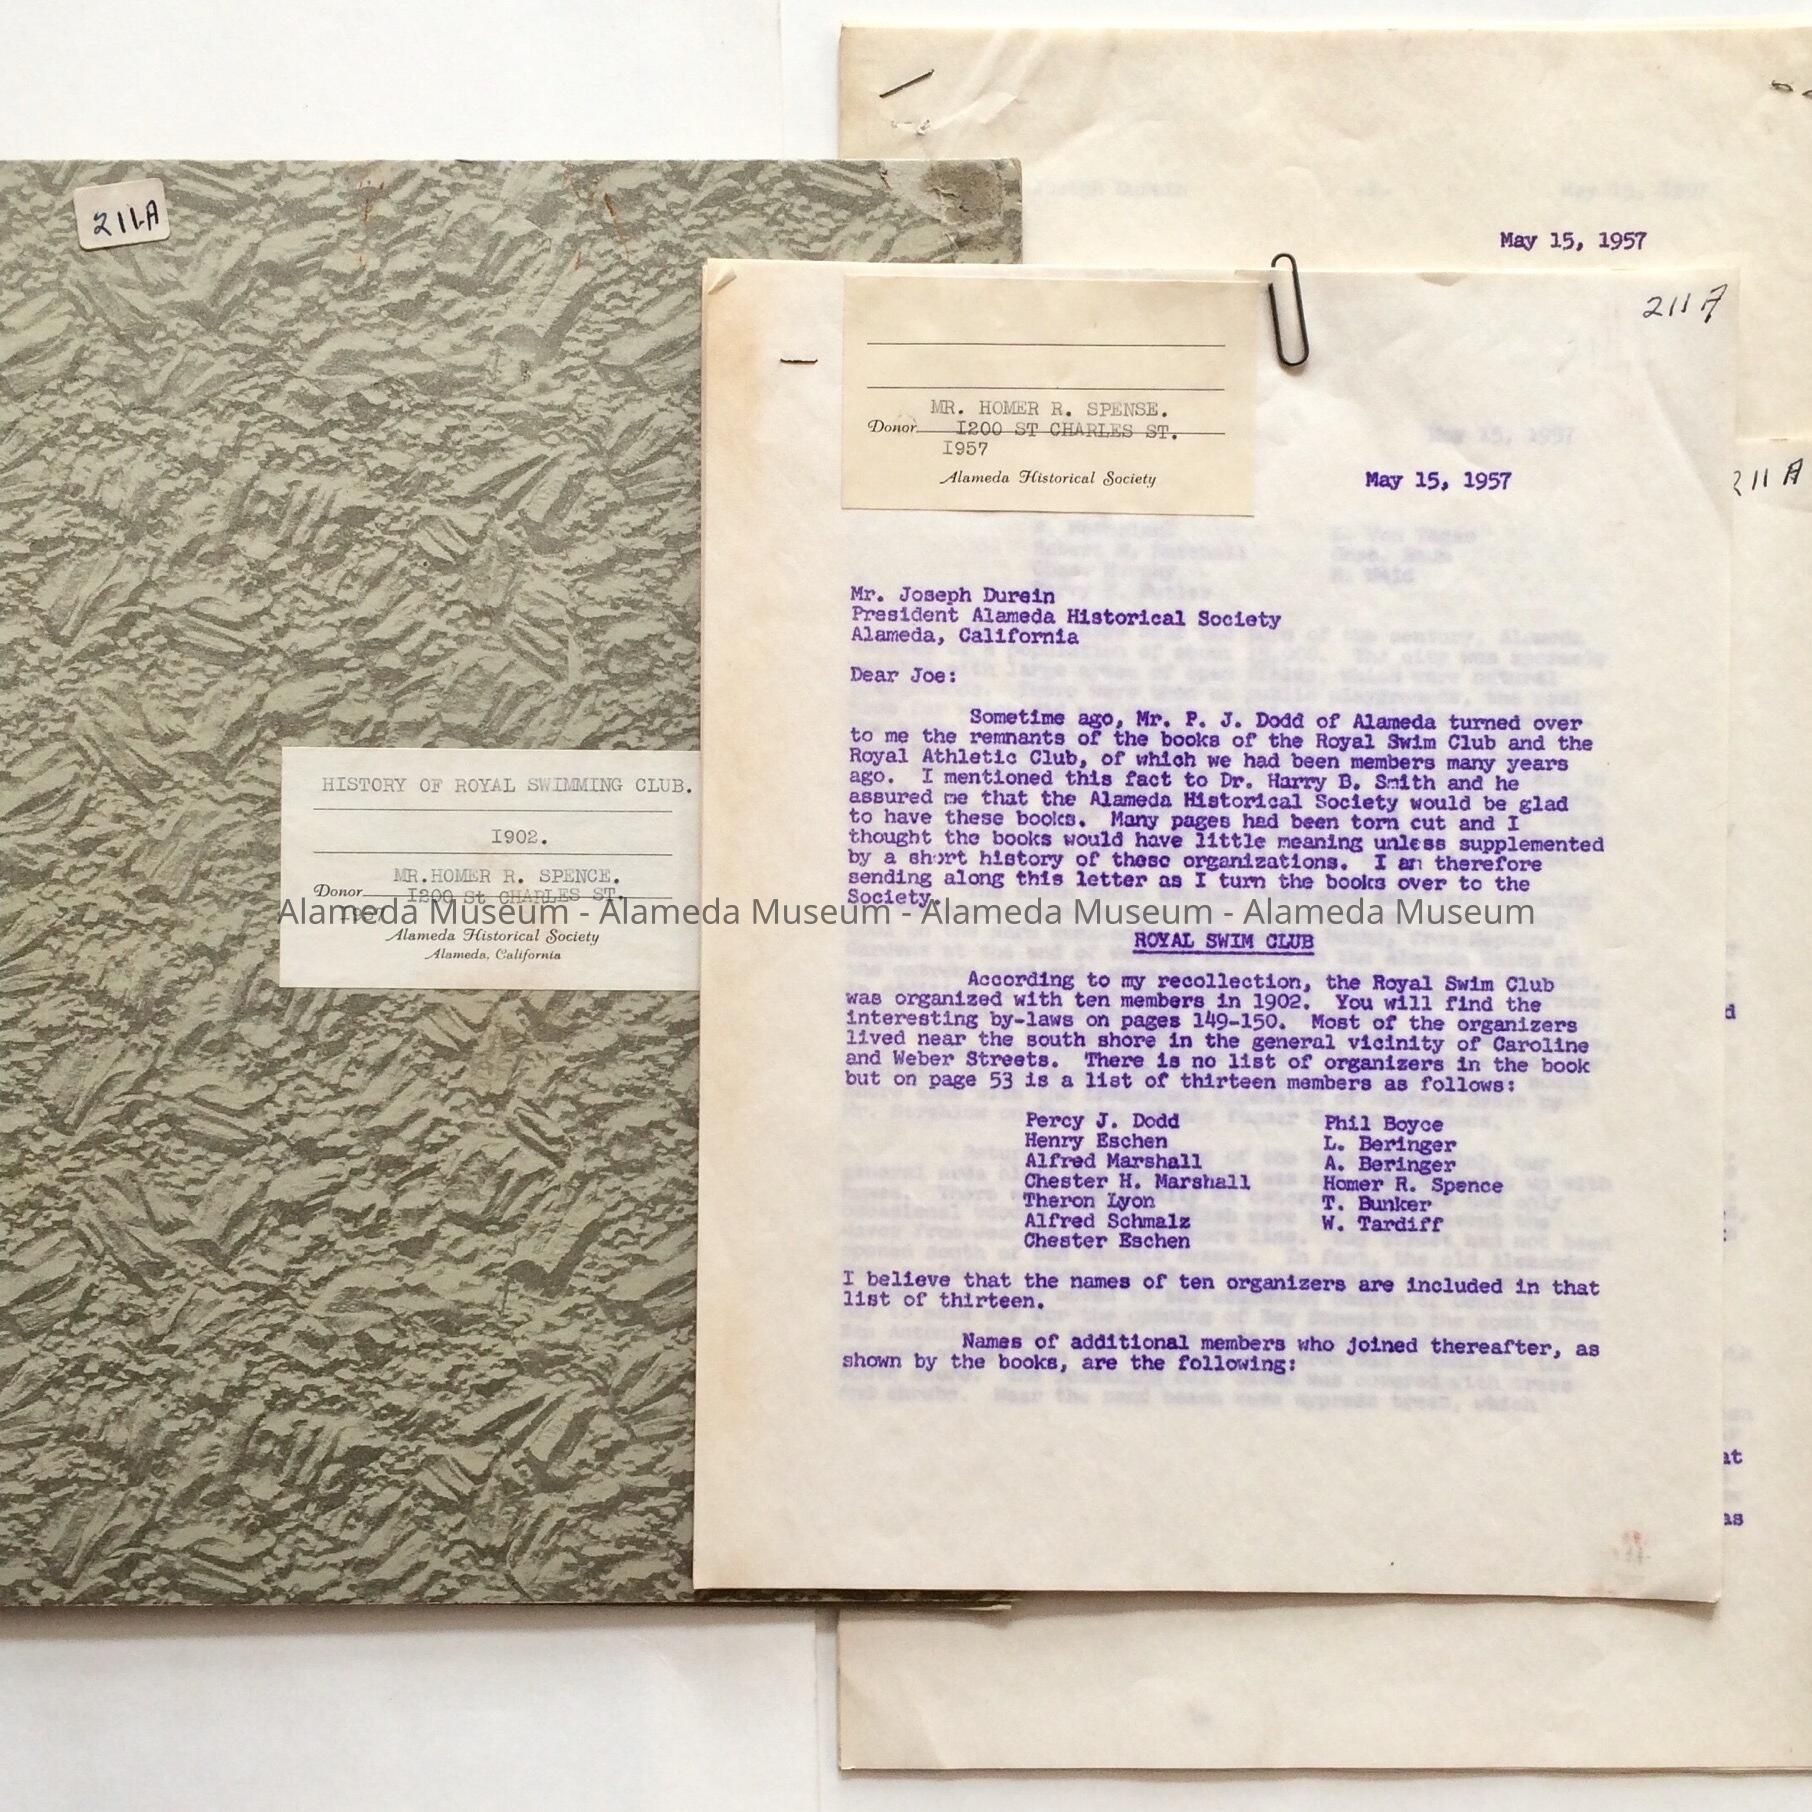 211-A
HISTORY OF ROYAL SWIMMING CLUB.
I902.
MR.HOMER R. SPENCE.
Donor I200 St CHARLES ST.
Alameda Historical Society
Alameda, California
May 15, 1957
211 A
MR. HOMER R. SPENSE.
Donor I200 ST CHARLES ST.
I957
Alameda Historical Society
May 15, 1957
211 A
Mr. Joseph Durein
President Alameda Historical Society
Alameda, California
Dear Joe:
Sometime ago, Mr. P. J. Dodd of Alameda turned over
to me the remnants of the books of the Royal Swim Club and the
Royal Athletic Club, of which we had been members many years
ago. I mentioned this fact to Dr. Harry B. Smith and he
assured me that the Alameda Historical Society would be glad
to have these books. Many pages had been torn out and I
thought the books would have little meaning unless supplemented
by a short history of these organizations. I am therefore
sending along this letter as I turn the books over to the
Society.
Alameda Museum - Alameda Museum - Alameda Museum - Alameda Museum
ROYAL SWIM CLUB
According to my recollection, the Royal Swim Club
was organized with ten members in 1902. You will find the
interesting by-laws on pages 149-150. Most of the organizers
lived near the south shore in the general vicinity of Caroline
and Weber Streets. There is no list of organizers in the book
but on page 53 is a list of thirteen members as follows:
Percy J. Dodd
Henry Eschen
Alfred Marshall
Chester H. Marshall
Theron Lyon
Alfred Schmalz
Chester Eschen
Phil Boyce
L. Beringer
A. Beringer
Homer R. Spence
T. Bunker
W. Tardiff
I believe that the names of ten organizers are included in that
list of thirteen.
Names of additional members who joined thereafter, as
shown by the books, are the following: